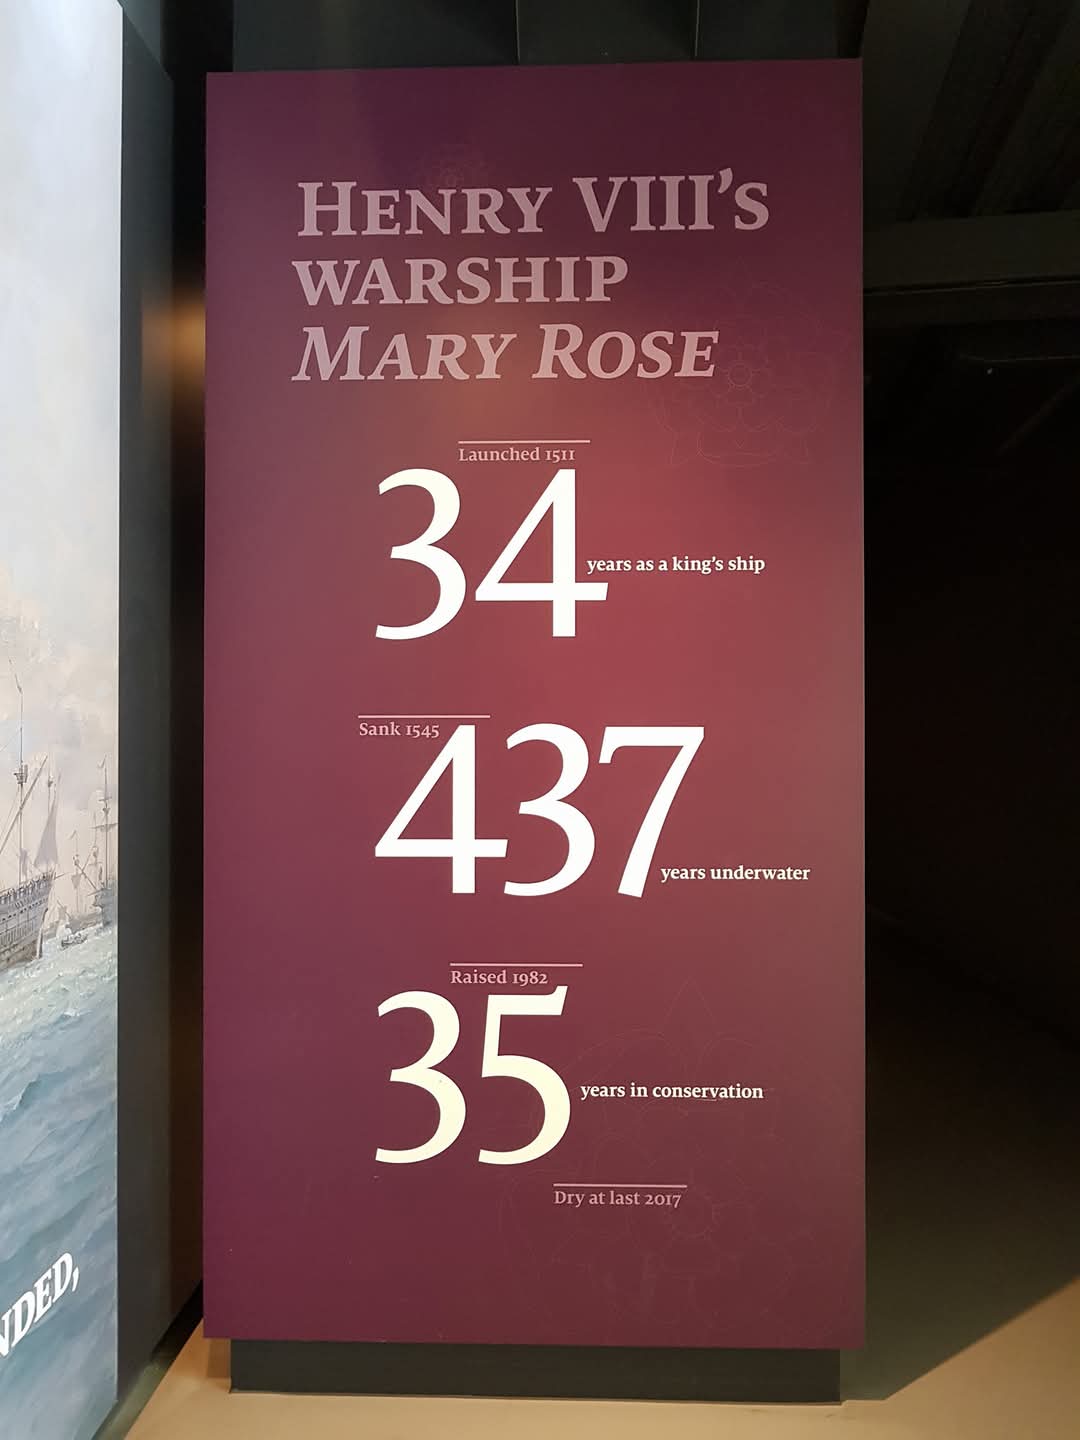 HENRY VIII'S
WARSHIP
MARY ROSE
Launched 1511
34 years as a king's ship
Sank 1545
437 years underwater
Raised 1982
35 years in conservation
Dry at last 2017